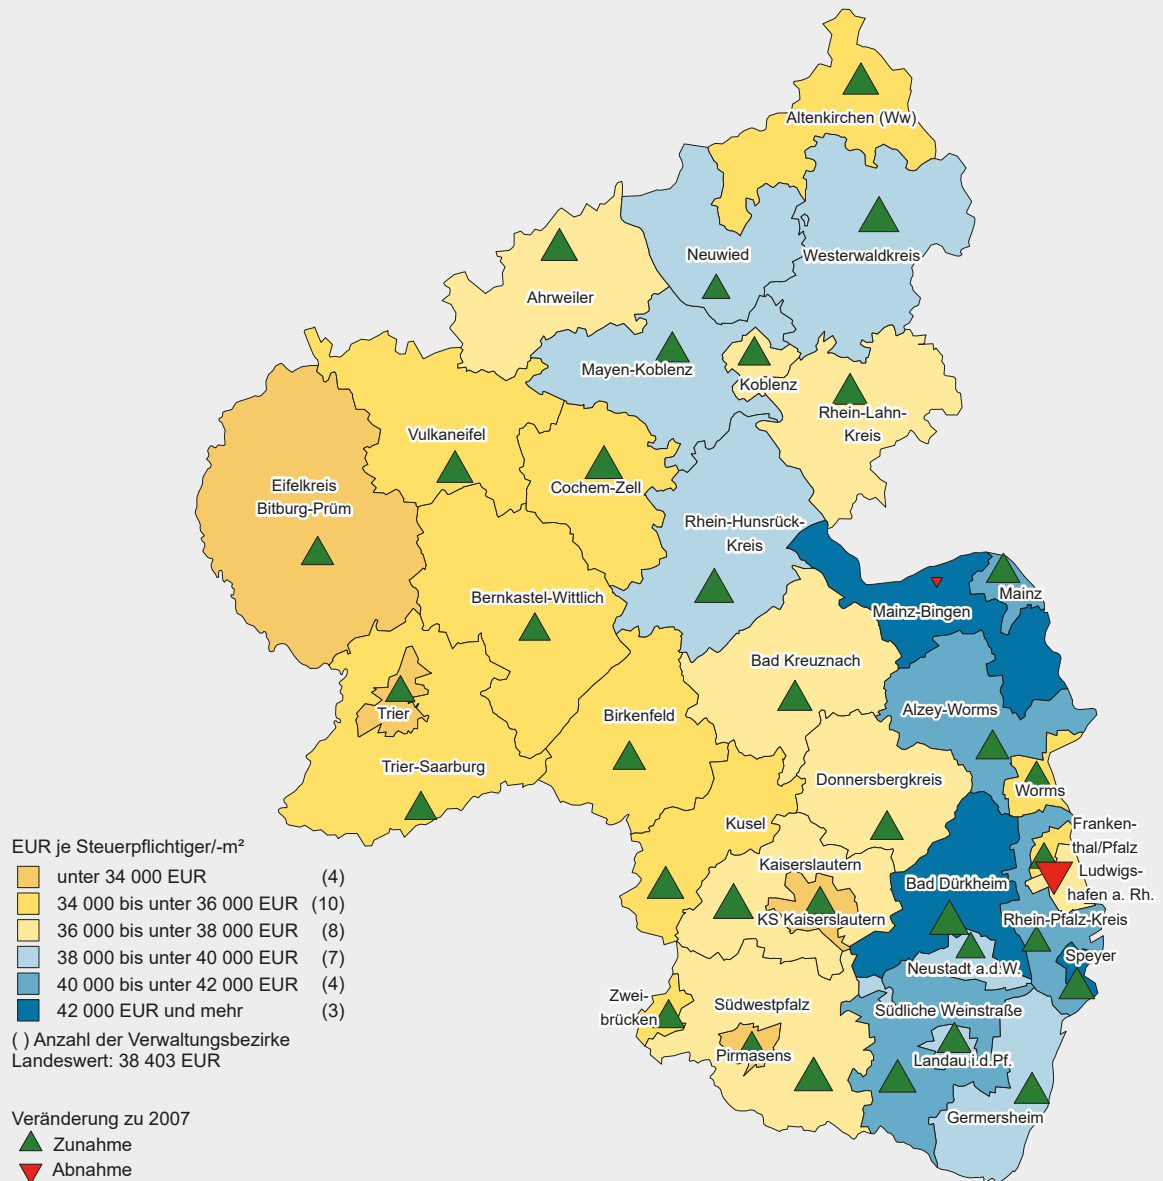 Altenkirchen (Ww)
Neuwied
Westerwaldkreis
Ahrweiler
Mayen-Koblenz
Koblenz
Rhein-Lahn-
Kreis
Vulkaneifel
Eifelkreis
Bitburg-Prüm
Cochem-Zell
Rhein-Hunsrück-
Kreis
Bernkastel-Wittlich
Mainz
Mainz-Bingen
Bad Kreuznach
Trier
Birkenfeld
Alzey-Worms
Trier-Saarburg
Donnersbergkreis
Worms
Kusel
Franken-
thal/Pfalz
Ludwigs-
hafen a. Rh.
Kaiserslautern
Bad Dürkheim
KS Kaiserslautern
Rhein-Pfalz-Kreis
Speyer
Neustadt a.d.W.
Zwei-
brücken
Südwestpfalz
Südliche Weinstraße
Pirmasens
Landau i.d.Pf.
Germersheim
EUR je Steuerpflichtiger/-m²
unter 34 000 EUR (4)
34 000 bis unter 36 000 EUR (10)
36 000 bis unter 38 000 EUR (8)
38 000 bis unter 40 000 EUR (7)
40 000 bis unter 42 000 EUR (4)
42 000 EUR und mehr (3)
( ) Anzahl der Verwaltungsbezirke
Landeswert: 38 403 EUR
Veränderung zu 2007
Zunahme
Abnahme